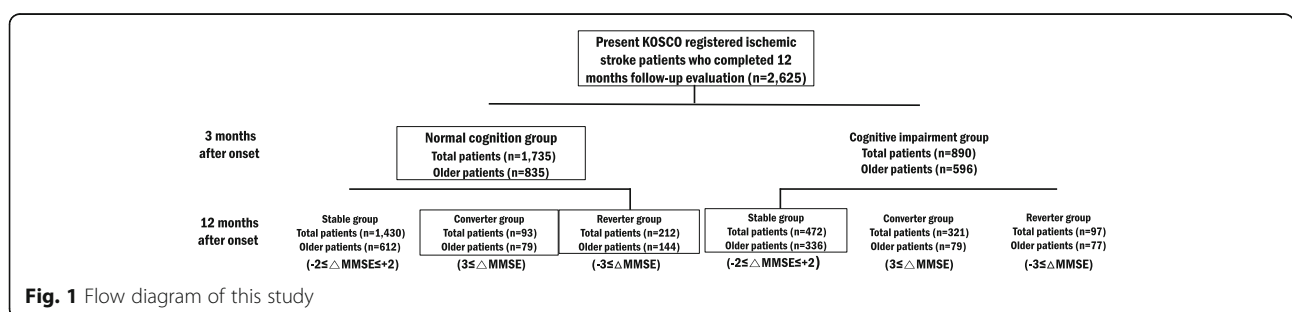 Present KOSCO registered ischemic
stroke patients who completed 12
months follow-up evaluation (n=2,625)
3 months
after onset
Normal cognition group
Total patients (n=1,735)
Older patients (n=835)
Cognitive impairment group
Total patients (n=890)
Older patients (n=596)
12 months
after onset
Stable group
Total patients (n=1,430)
Older patients (n=612)
(-2≤△MMSE≤+2)
Converter group
Total patients (n=93)
Older patients (n=79)
(3≤△MMSE)
Reverter group
Total patients (n=212)
Older patients (n=144)
(-3≤△MMSE)
Stable group
Total patients (n=472)
Older patients (n=336)
(-2≤△MMSE≤+2)
Converter group
Total patients (n=321)
Older patients (n=79)
(3≤△MMSE)
Reverter group
Total patients (n=97)
Older patients (n=77)
(-3≤△MMSE)
Fig. 1 Flow diagram of this study